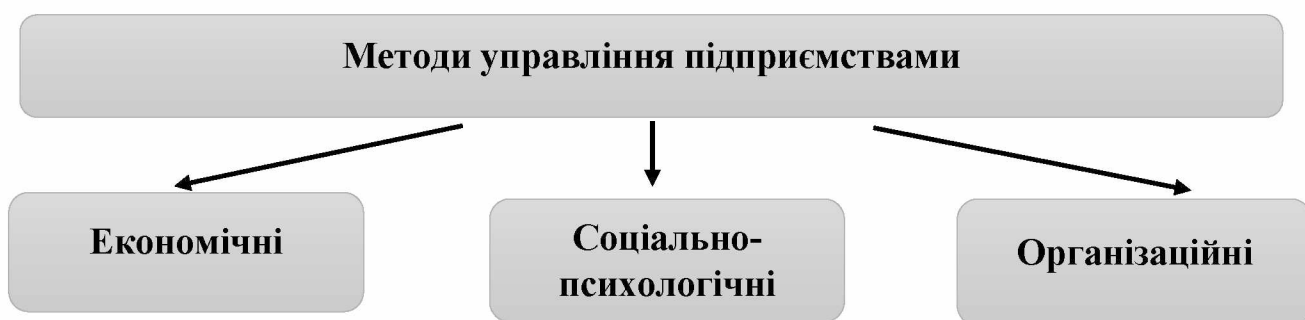 Методи управління підприємствами
Економічні
Соціально-
психологічні
Організаційні